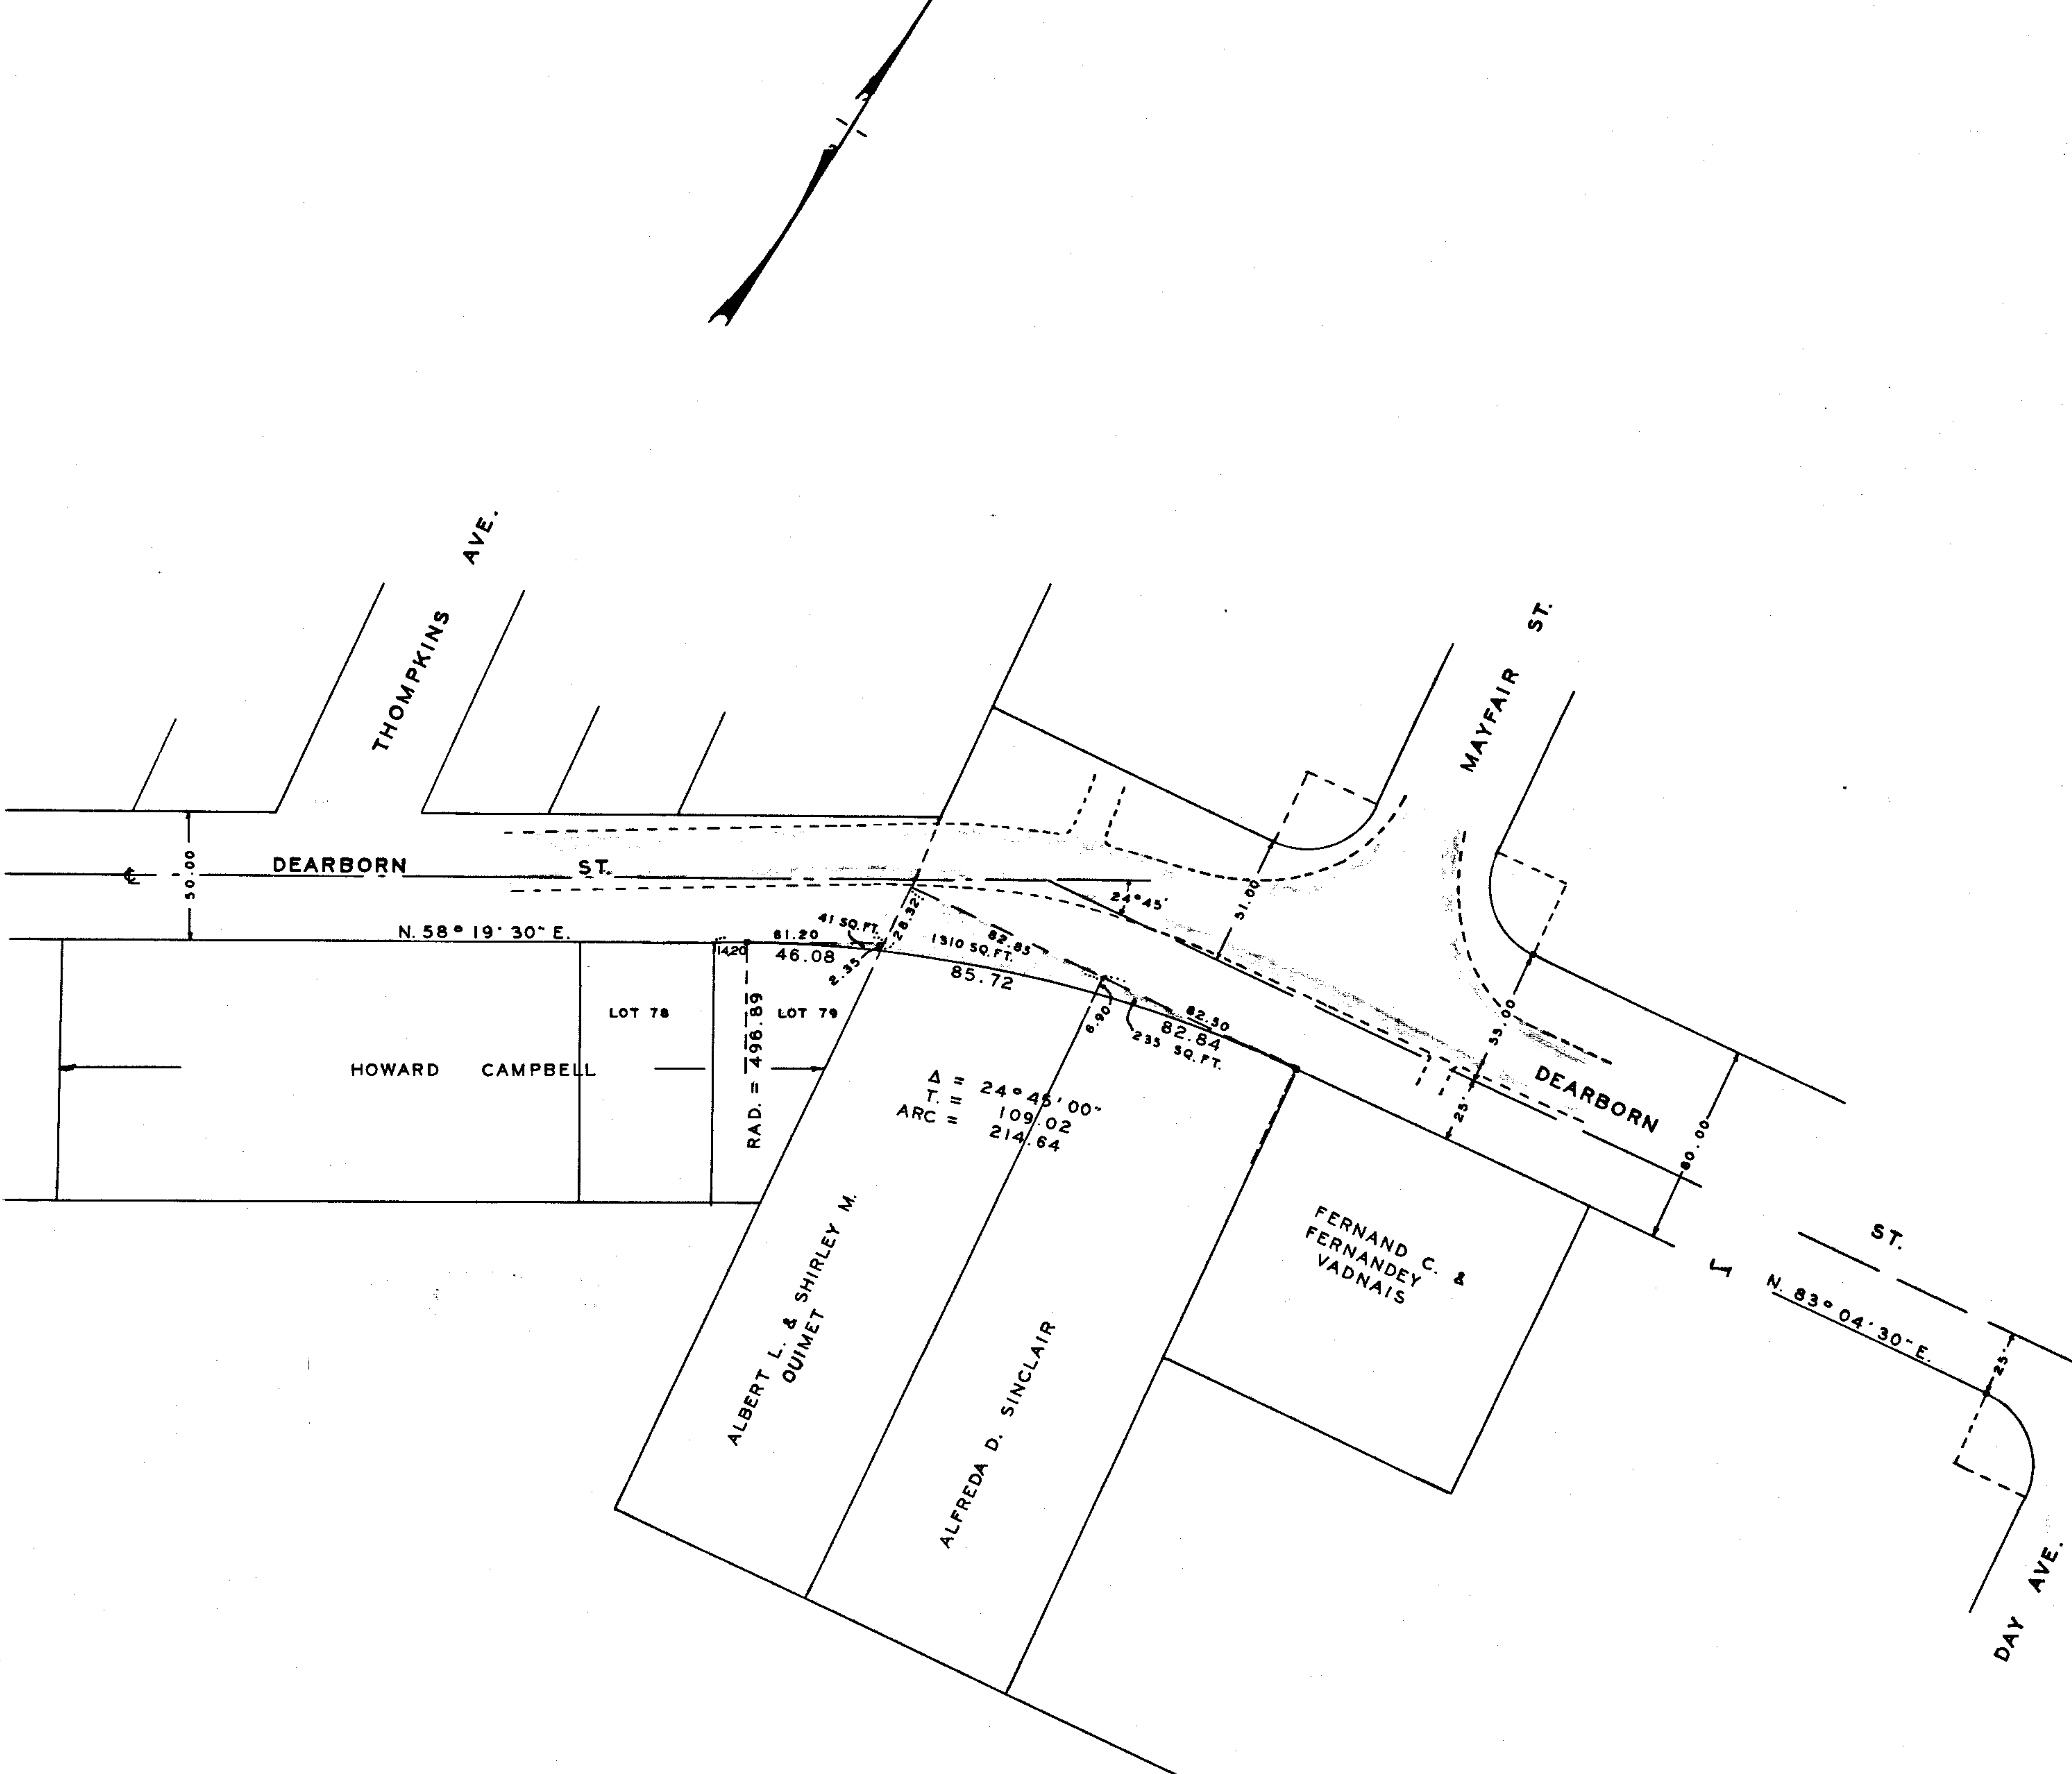 THOMPKINS AVE.
MAYFAIR ST.
50.00
DEARBORN ST.
N. 58° 19' 30" E.
41 SQ. FT.
61.20
14.20
46.08
2.35
28.32
82.85
1310 SQ. FT.
85.72
24° 45'
51.00
6.90
82.50
82.84
235 SQ. FT.
55.00
25'
DEARBORN ST.
80.00
LOT 78
LOT 79
RAD. = 496.89
HOWARD CAMPBELL
Δ = 24° 45' 00"
T. = 109.02
ARC = 214.64
ALBERT L. & SHIRLEY M.
OUIMET
ALFREDA D. SINCLAIR
FERNAND C. &
FERNANDEY
VADNAIS
N. 83° 04' 30" E.
25'
DAY AVE.